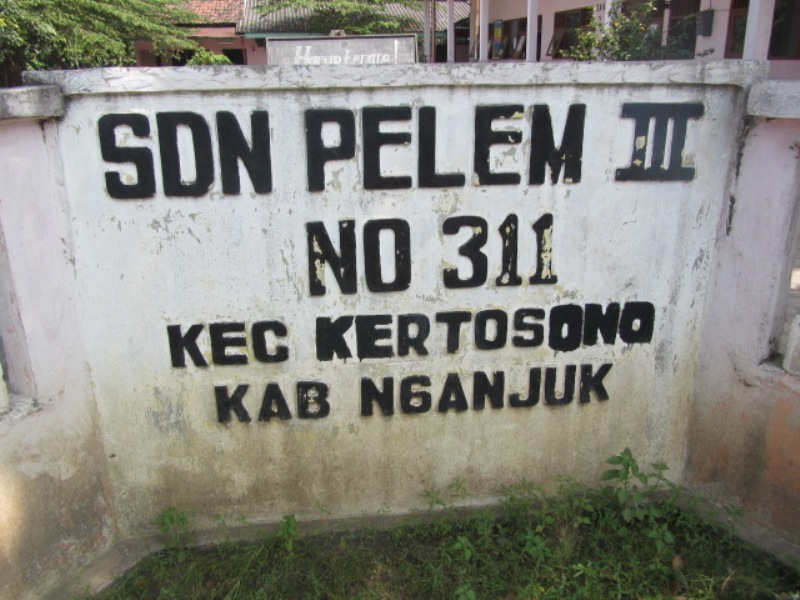 SDN PELEM III
NO 311
KEC KERTOSONO
KAB NGANJUK